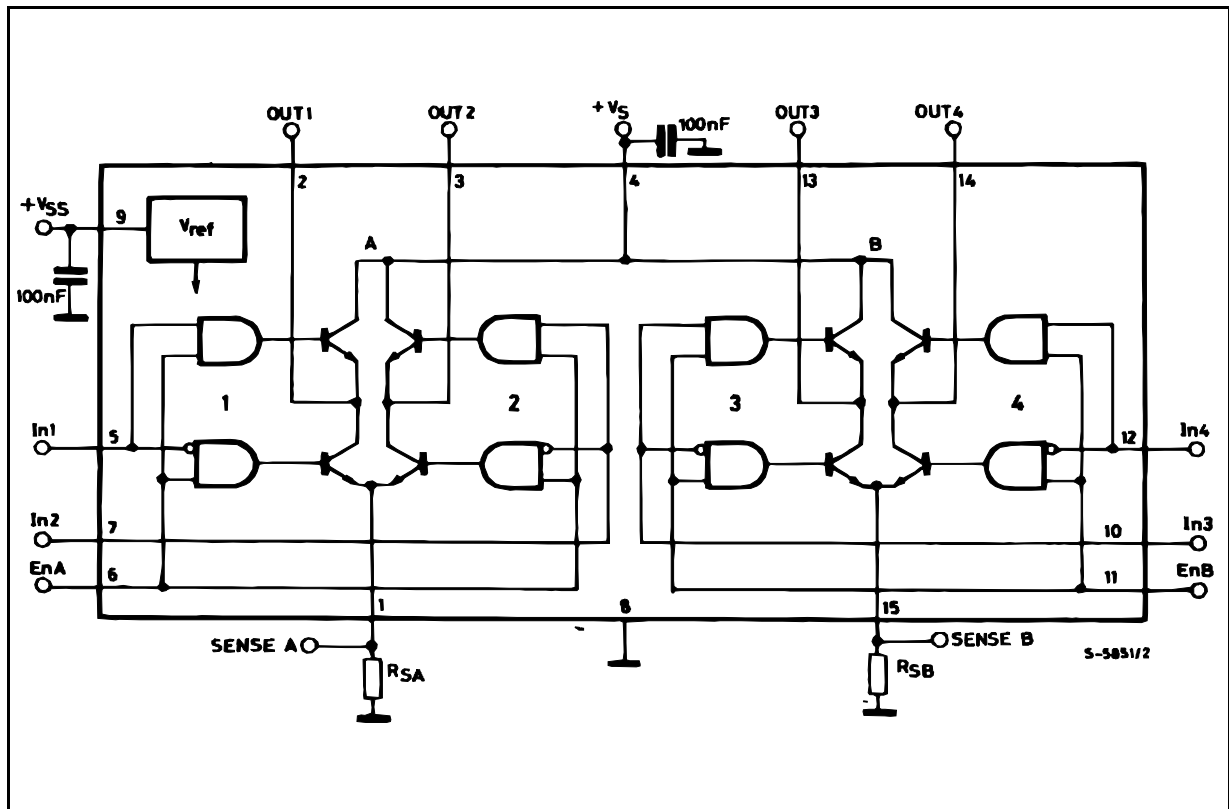 OUT1 OUT2 +VS 100nF OUT3 OUT4
2 3 4 13 14
+VSS 9 Vref
A B
100nF
1 2 3 4
In1 5 12 In4
In2 7 10 In3
EnA 6 11 EnB
1 8 15
SENSE A SENSE B
RSA RSB
S-5851/2